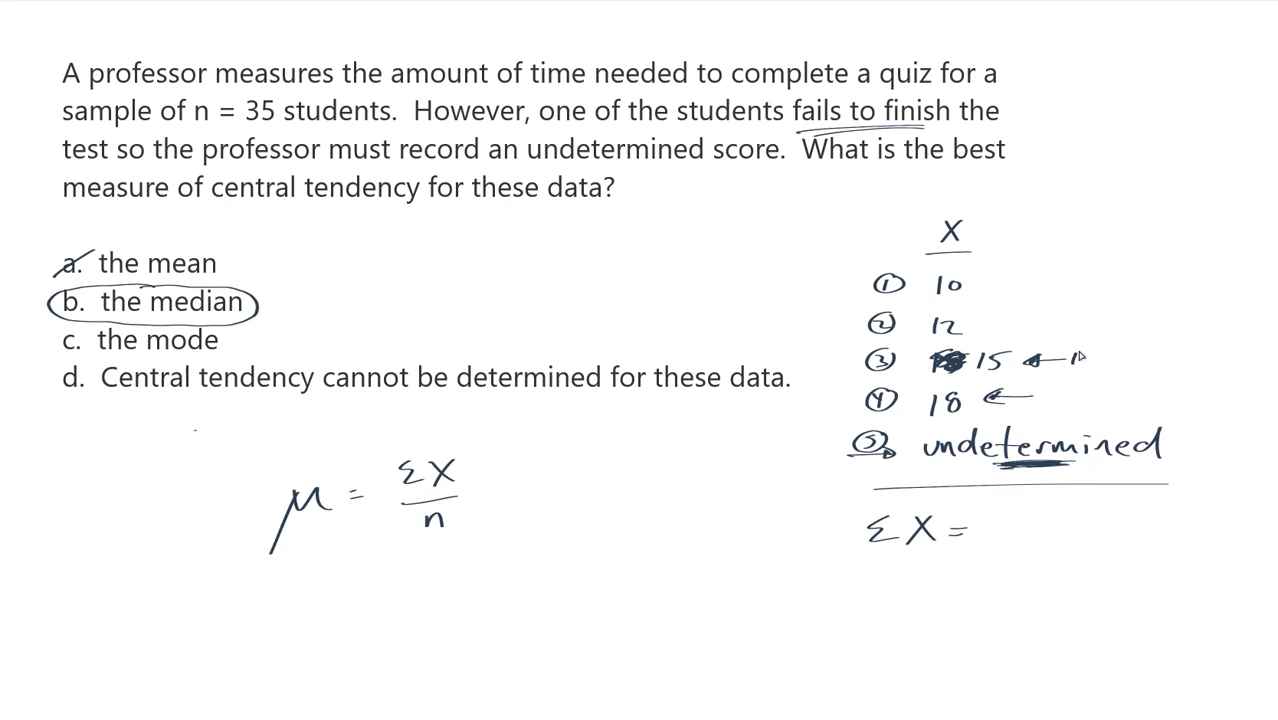 A professor measures the amount of time needed to complete a quiz for a
sample of n = 35 students. However, one of the students fails to finish the
test so the professor must record an undetermined score. What is the best
measure of central tendency for these data?
a. the mean
b. the median
c. the mode
d. Central tendency cannot be determined for these data.
X
① 10
② 12
③ 15 ←
④ 18 ←
⑤ undetermined
ΣX =
μ = ΣX
n